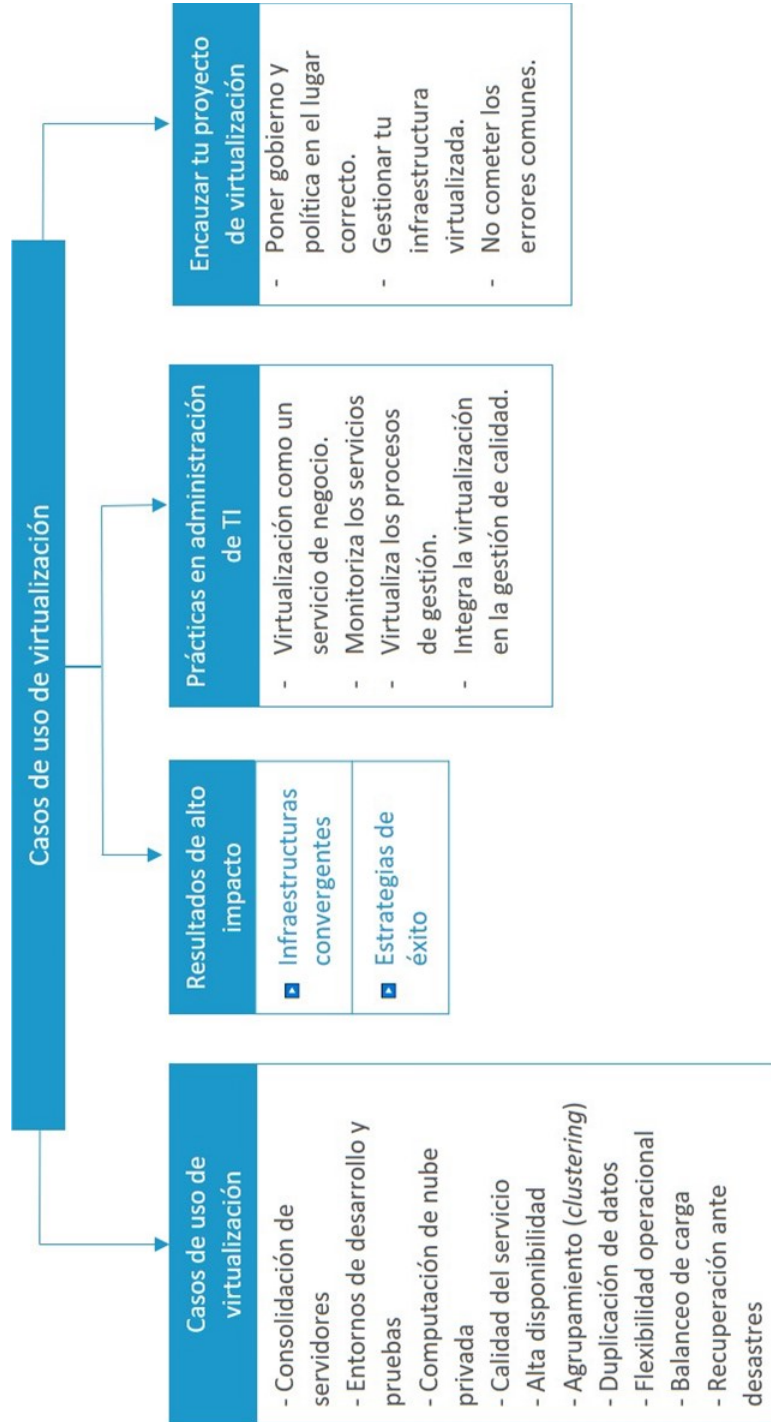 Casos de uso de virtualización
Casos de uso de
virtualización
- Consolidación de
servidores
- Entornos de desarrollo y
pruebas
- Computación de nube
privada
- Calidad del servicio
- Alta disponibilidad
- Agrupamiento (clustering)
- Duplicación de datos
- Flexibilidad operacional
- Balanceo de carga
- Recuperación ante
desastres
Resultados de alto
impacto
Infraestructuras
convergentes
Estrategias de
éxito
Prácticas en administración
de TI
- Virtualización como un
servicio de negocio.
- Monitoriza los servicios
- Virtualiza los procesos
de gestión.
- Integra la virtualización
en la gestión de calidad.
Encauzar tu proyecto
de virtualización
- Poner gobierno y
política en el lugar
correcto.
- Gestionar tu
infraestructura
virtualizada.
- No cometer los
errores comunes.